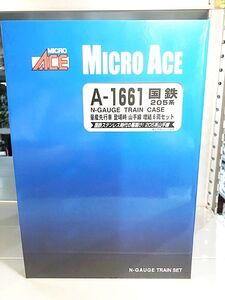 MICRO
ACE
MICRO ACE
A-1661 国鉄
205系
N-GAUGE TRAIN CASE
量産先行車 登場時 山手線 増結6両セット
N-GAUGE TRAIN SET